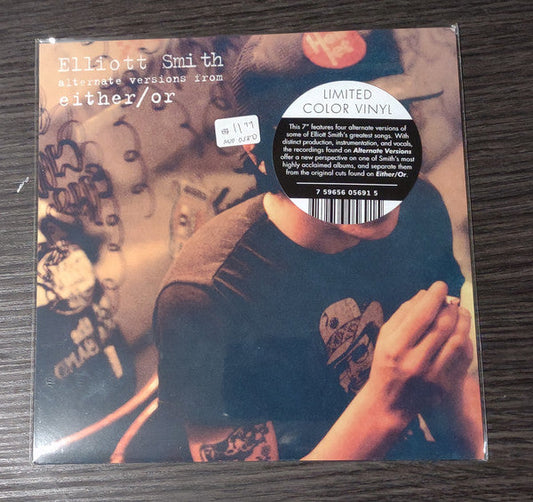 Elliott Smith
alternate versions from
either/or
LIMITED
COLOR VINYL
This 7" features four alternate versions of
some of Elliott Smith's greatest songs. With
distinct production, instrumentation, and vocals,
the recordings found on Alternate Versions
offer a new perspective on one of Smith's most
highly acclaimed albums, and separate them
from the original cuts found on Either/Or.
7 59656 05691 5
$11.99